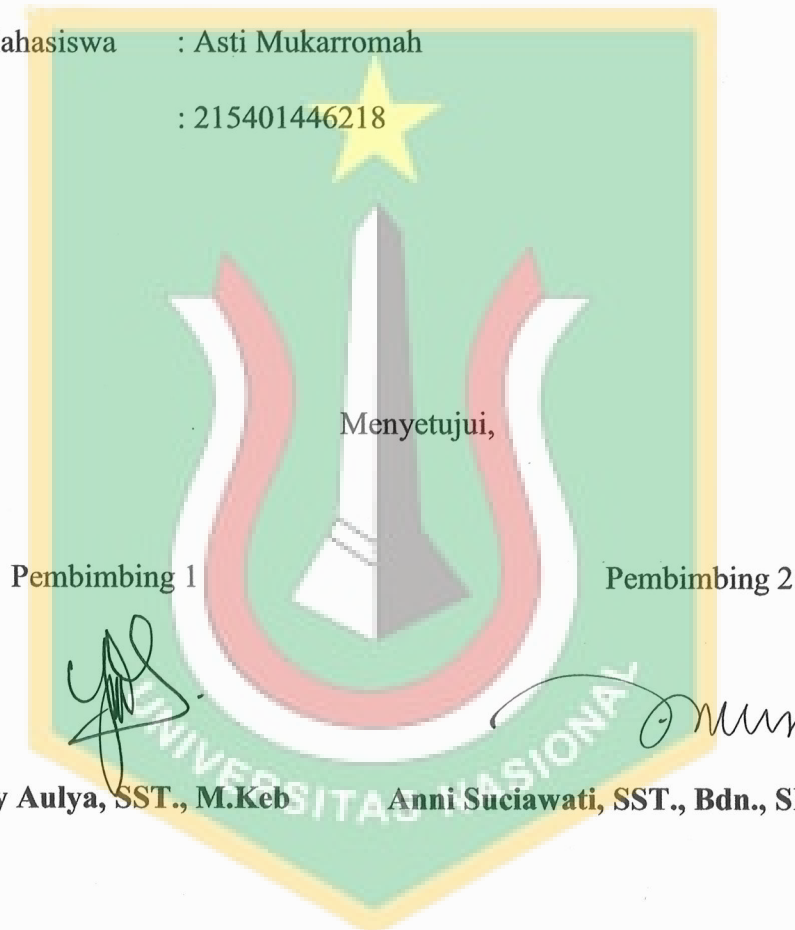 ahasiswa : Asti Mukarromah
: 215401446218
Menyetujui,
Pembimbing 1 Pembimbing 2
y Aulya, SST., M.Keb Anni Suciawati, SST., Bdn., S
UNIVERSITAS NASIONAL